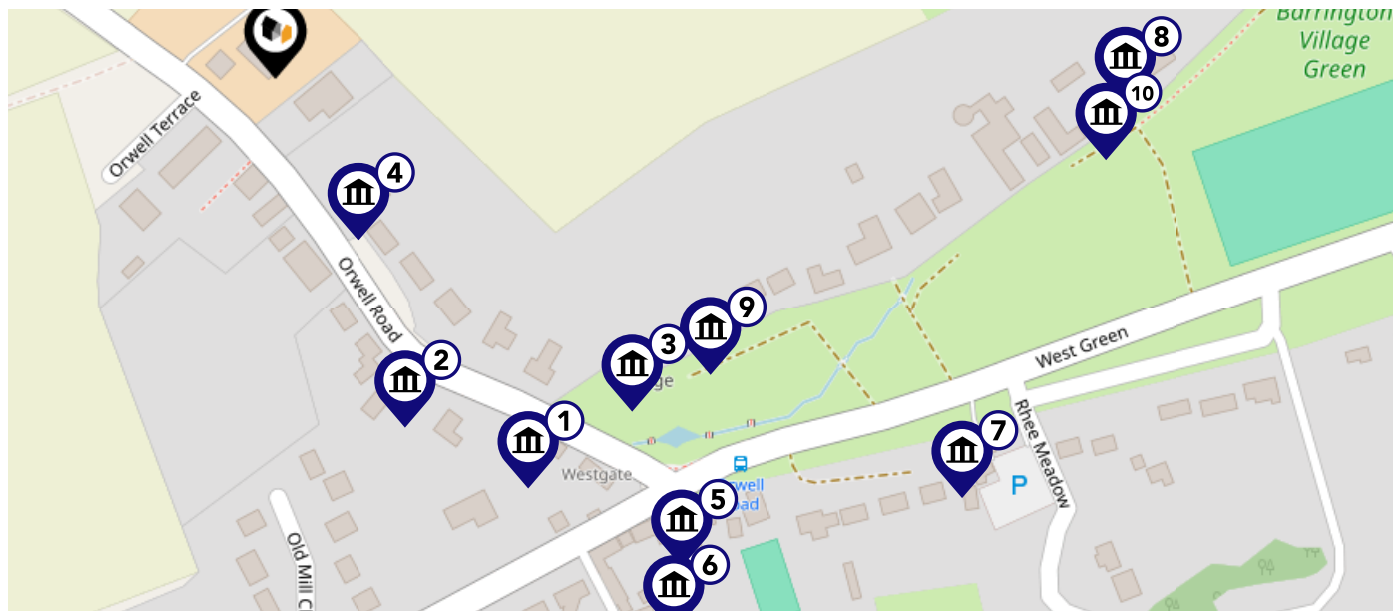 Barrington
Village
Green
8
10
Orwell Terrace
4
Orwell Road
9
3
2
West Green
1
7
Rhee Meadow
Westgate
P
5
Old Mill
6